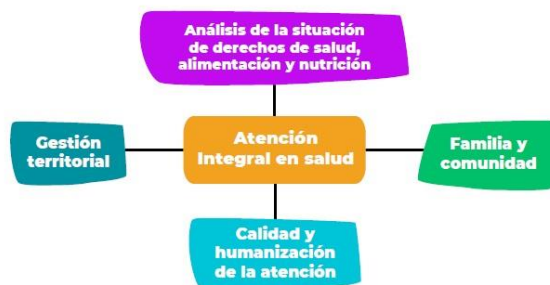 Análisis de la situación
de derechos de salud,
alimentación y nutrición
Gestión
territorial
Atención
Integral en salud
Familia y
comunidad
Calidad y
humanización
de la atención